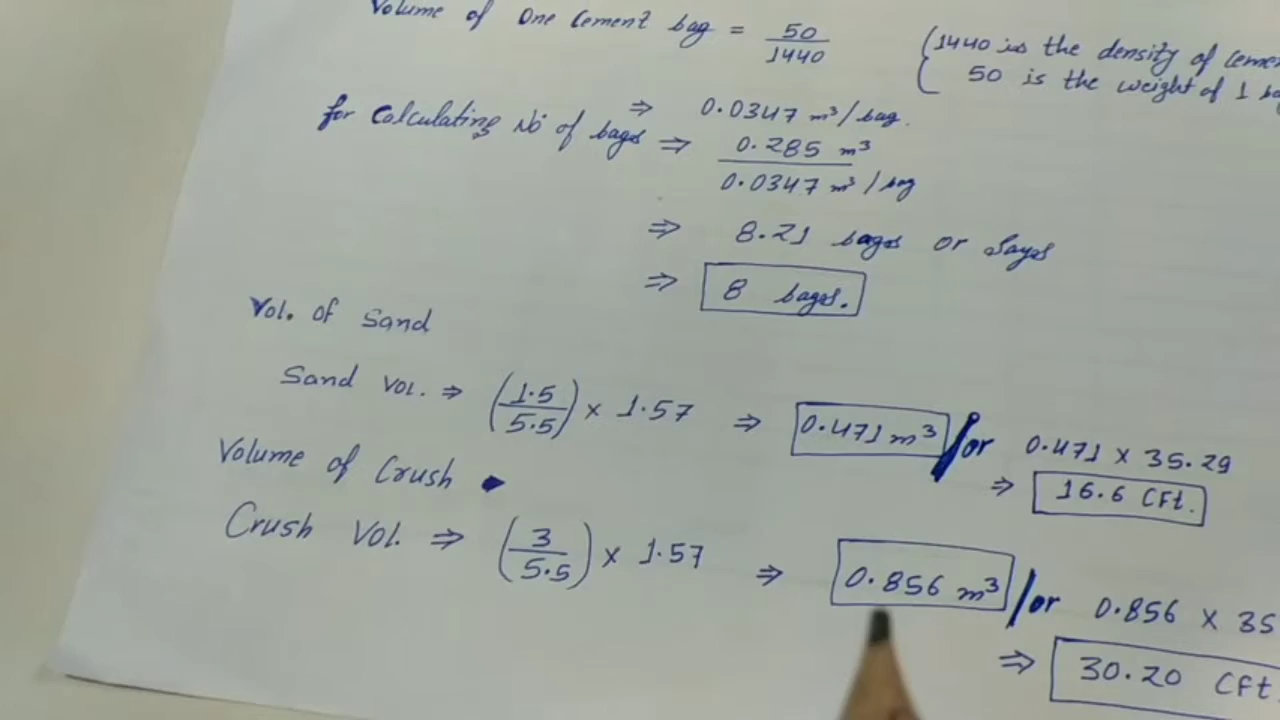 Volume of One Cement bag = 50/1440 (1440 is the density of cemen
50 is the weight of 1 ba
⇒ 0.0347 m³/bag.
for Calculating No of bags ⇒ 0.285 m³ / 0.0347 m³/bag
⇒ 8.21 bags or Says
⇒ 8 bags.
Vol. of Sand
Sand Vol. ⇒ (1.5/5.5) × 1.57 ⇒ 0.471 m³ / or 0.471 × 35.29
⇒ 16.6 Cft.
Volume of Crush
Crush Vol. ⇒ (3/5.5) × 1.57 ⇒ 0.856 m³ / or 0.856 × 35
⇒ 30.20 Cft